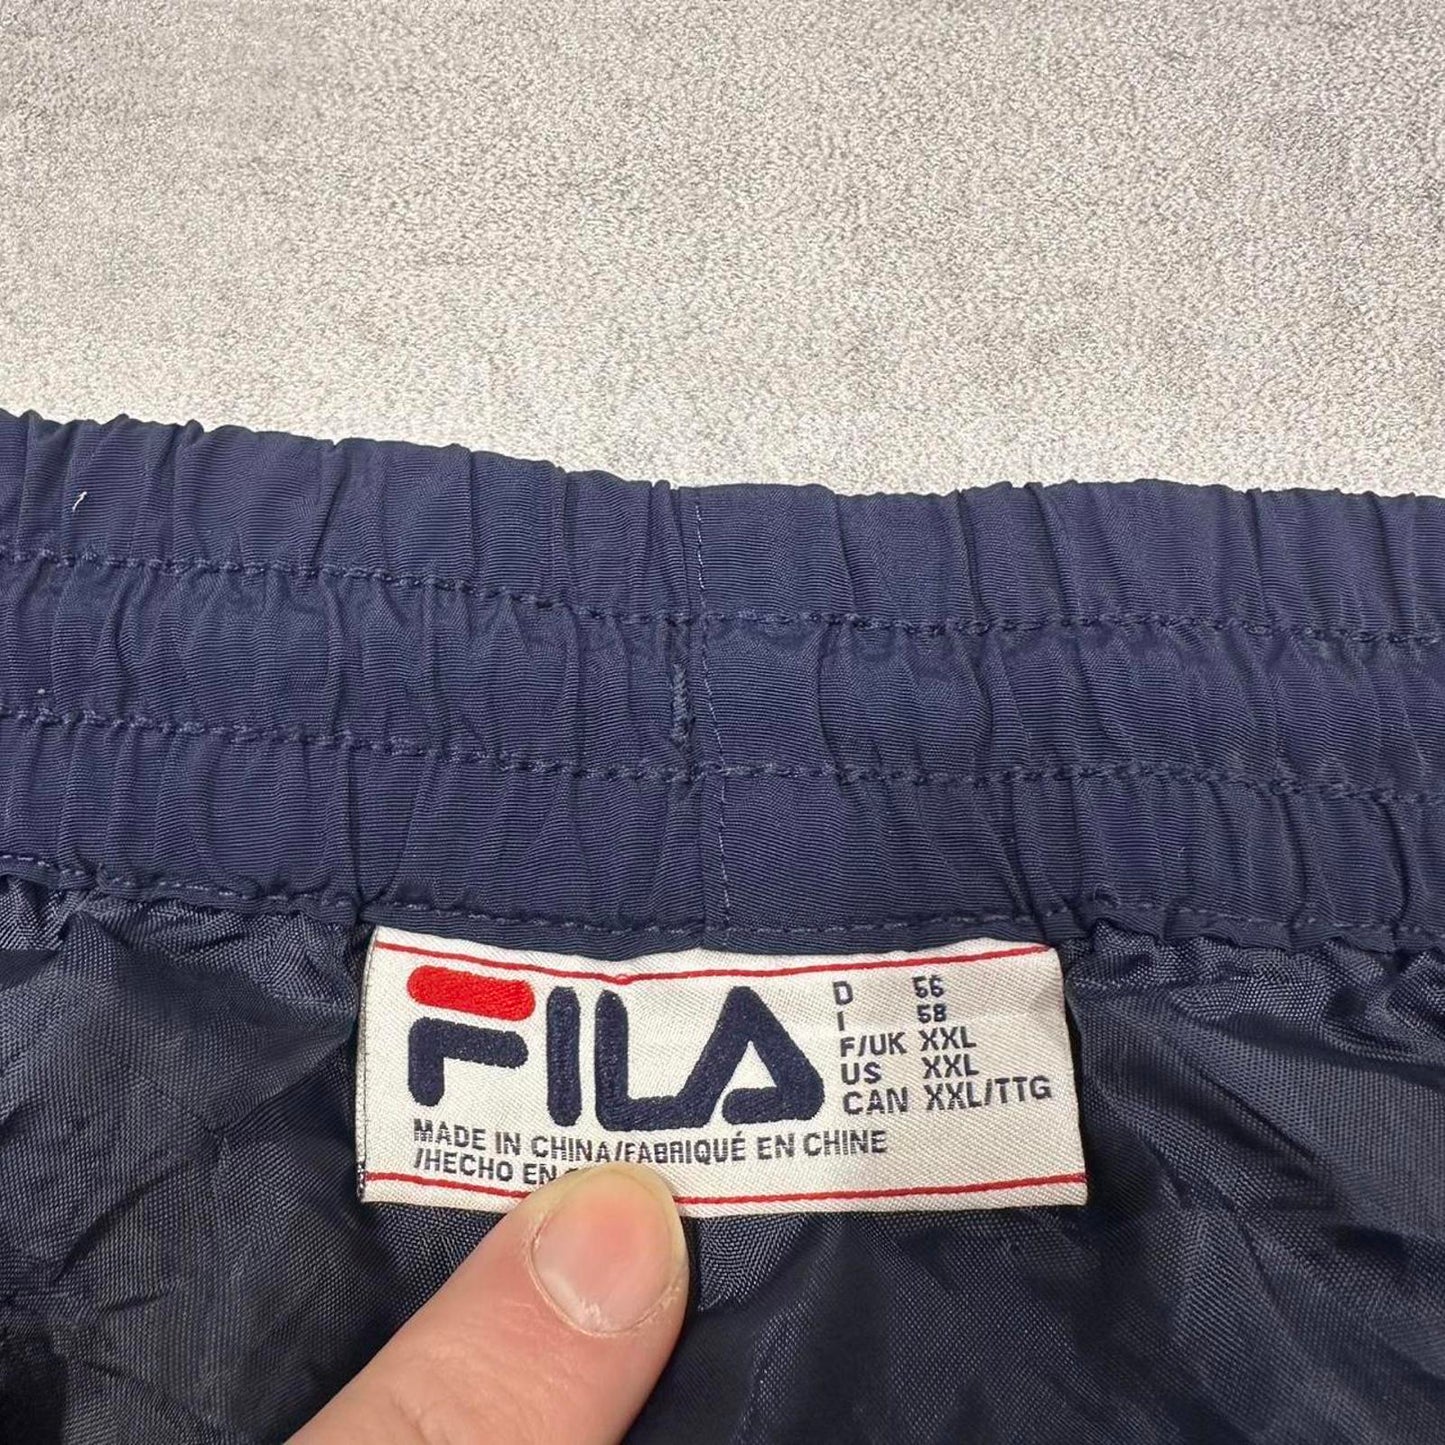 FILA
D 56
I 58
F/UK XXL
US XXL
CAN XXL/TTG
MADE IN CHINA/FABRIQUÉ EN CHINE
/HECHO EN